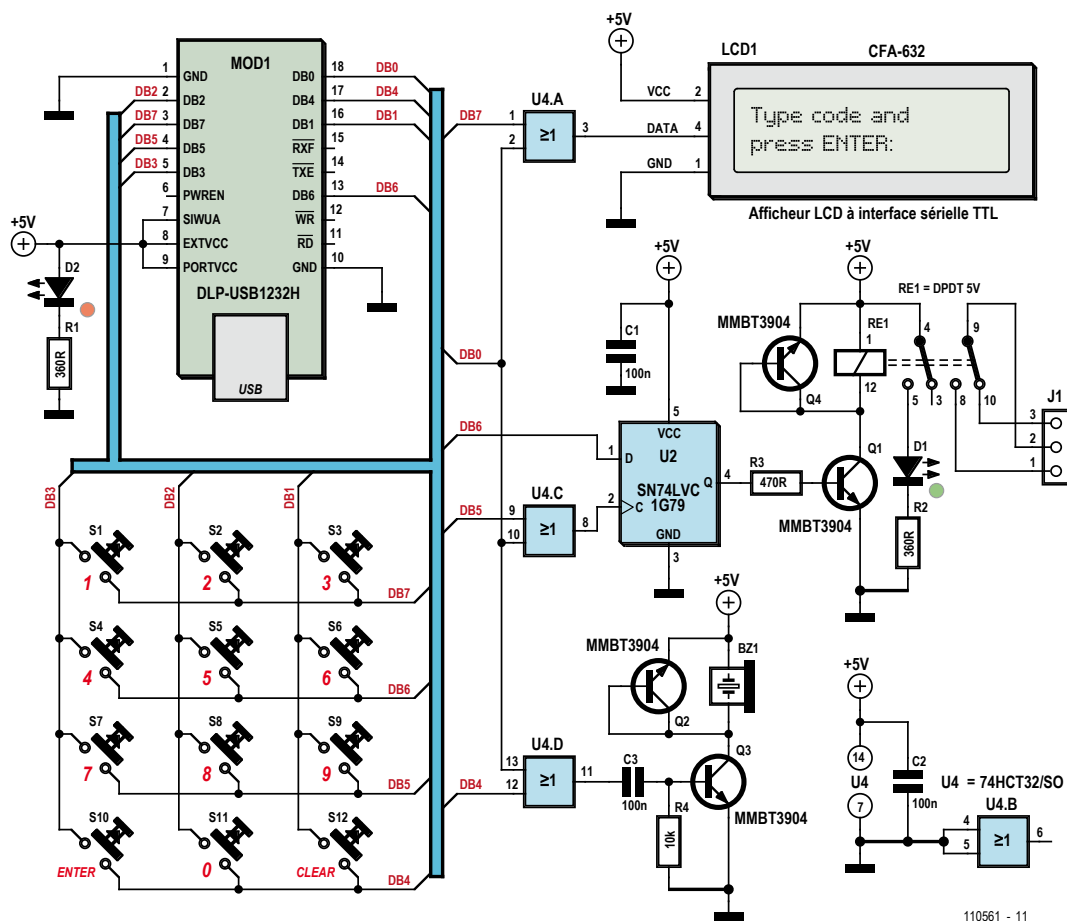 +5V
LCD1
CFA-632
VCC 2
DATA 4
GND 1
Type code and
press ENTER:
Afficheur LCD à interface sérielle TTL
MOD1
1 GND
DB2 2 DB2
DB7 3 DB7
DB5 4 DB5
DB3 5 DB3
6 PWREN
7 SIWUA
8 EXTVCC
9 PORTVCC
DB0 18 DB0
DB4 17 DB4
DB1 16 DB1
RXF 15
TXE 14
DB6 13 DB6
WR 12
RD 11
GND 10
DLP-USB1232H
USB
+5V
D2
R1
360R
DB7
U4.A
1
2
≥1
3
DB0
DB6
DB5
U4.C
9
10
≥1
8
+5V
C1
100n
5
VCC
1 D
U2
SN74LVC
1G79
2 C
Q 4
GND
3
R3
470R
+5V
MMBT3904
Q4
RE1
1
12
RE1 = DPDT 5V
4
9
5
3
8
10
J1
3
2
1
Q1
MMBT3904
D1
R2
360R
DB3
DB2
DB1
S1
1
S2
2
S3
3
DB7
S4
4
S5
5
S6
6
DB6
S7
7
S8
8
S9
9
DB5
S10
ENTER
S11
0
S12
CLEAR
DB4
DB4
U4.D
13
12
≥1
11
C3
100n
R4
10k
+5V
MMBT3904
Q2
BZ1
Q3
MMBT3904
+5V
14
U4
7
C2
100n
U4 = 74HCT32/SO
U4.B
4
5
≥1
6
110561 - 11